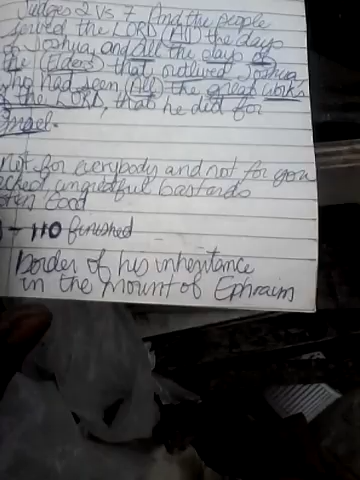 Judges 2 vs 7 And the people
served the LORD (All) the days
of Joshua, and all the days of
the (Elders) that outlived Joshua
who had seen (All) the great works
of the LORD, that he did for
Israel.
not for everybody and not for you
ungrateful bastards
Good
110 finished
border of his inheritance
in the mount of Ephraim